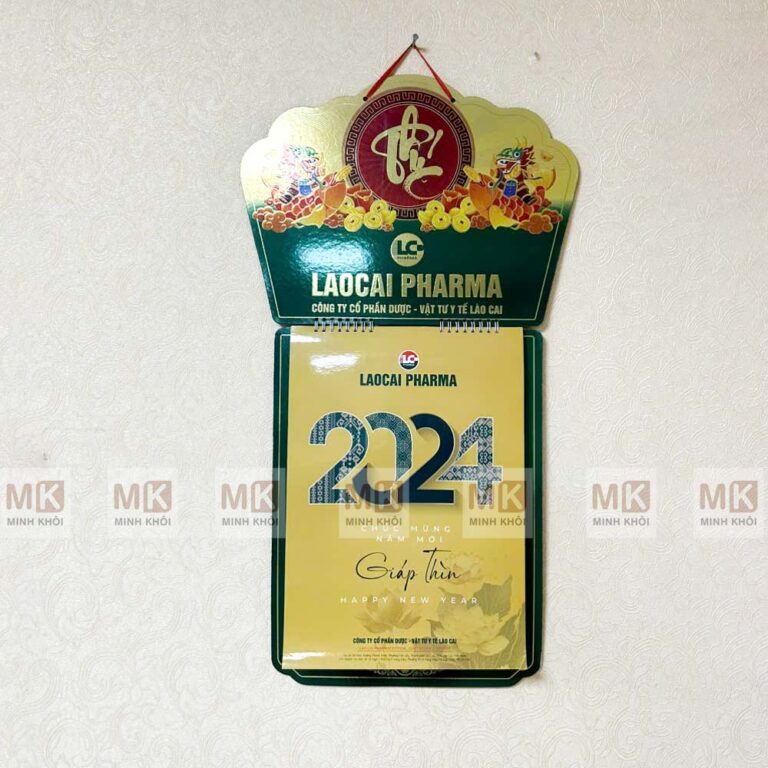 LC
LAOCAI PHARMA
CÔNG TY CỔ PHẦN DƯỢC - VẬT TƯ Y TẾ LÀO CAI
LC
LAOCAI PHARMA
2024
MK MK MK MK MK MK MK
MINH KHÔI MINH KHÔI MINH KHÔI MINH KHÔI MINH KHÔI MINH KHÔI MINH KHÔI
CHÚC MỪNG
NĂM MỚI
Giáp Thìn
HAPPY NEW YEAR
CÔNG TY CỔ PHẦN DƯỢC - VẬT TƯ Y TẾ LÀO CAI